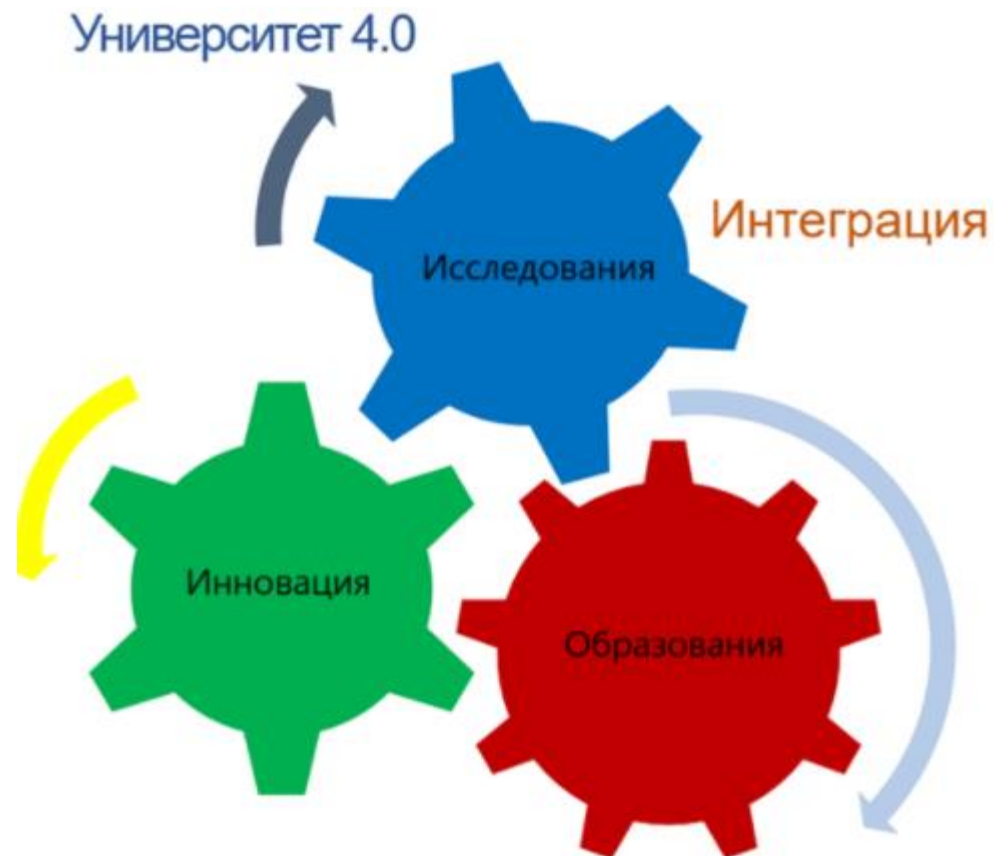 Университет 4.0
Интеграция
Исследования
Инновация
Образования